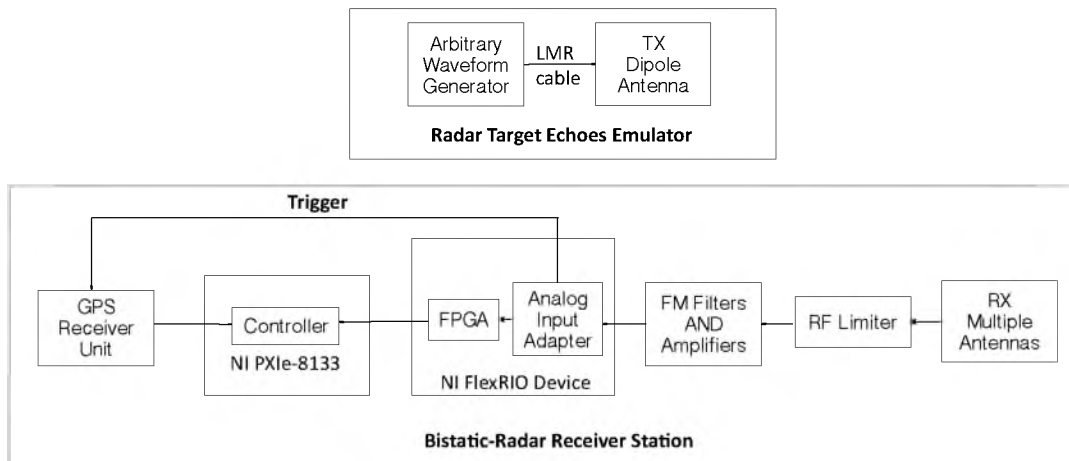 Arbitrary
Waveform
Generator
LMR
cable
TX
Dipole
Antenna
Radar Target Echoes Emulator
Trigger
GPS
Receiver
Unit
Controller
NI PXIe-8133
FPGA
Analog
Input
Adapter
NI FlexRIO Device
FM Filters
AND
Amplifiers
RF Limiter
RX
Multiple
Antennas
Bistatic-Radar Receiver Station